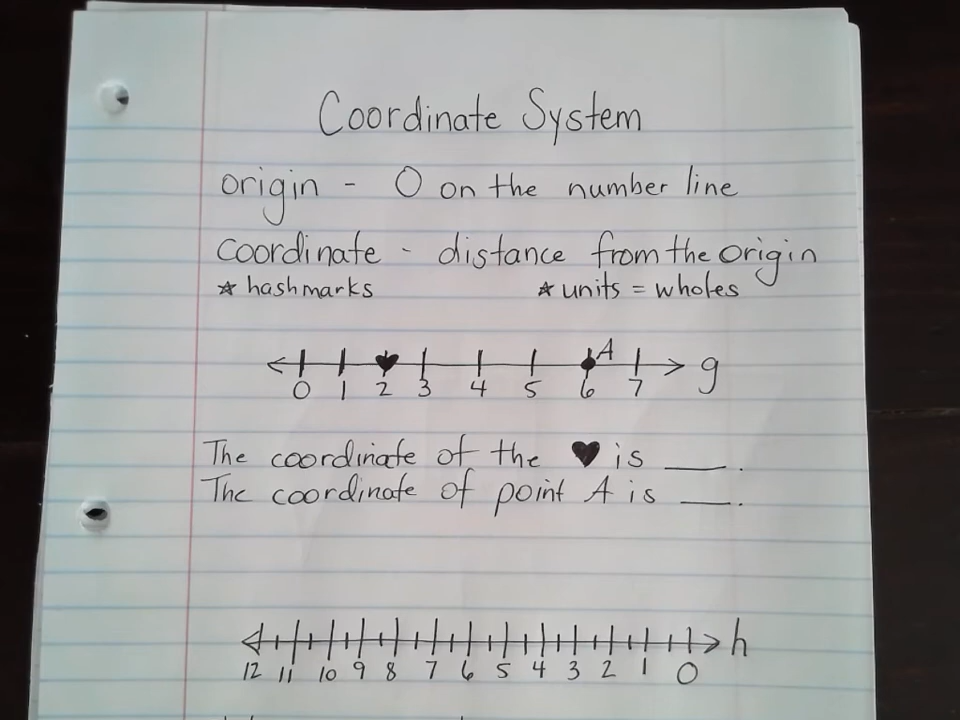 Coordinate System
origin - 0 on the number line
coordinate - distance from the origin
* hashmarks * units = wholes
A
0 1 2 3 4 5 6 7 g
The coordinate of the ♥ is ___.
The coordinate of point A is ___.
h
12 11 10 9 8 7 6 5 4 3 2 1 0